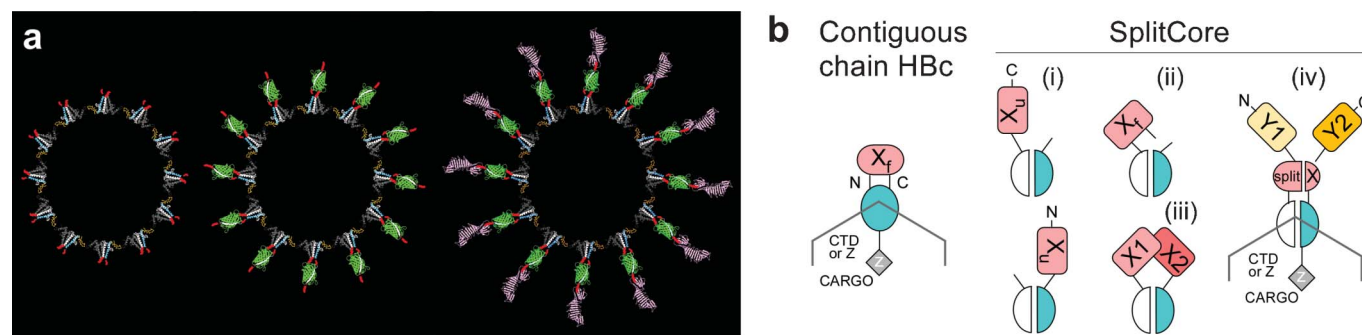 a
b
Contiguous
chain HBc
SplitCore
(i)
(ii)
(iv)
C
Xu
Xf
N
C
Y1
Y2
Xf
N
C
split
X
N
Xu
(iii)
X1
X2
CTD
or Z
Z
CARGO
CTD
or Z
Z
CARGO